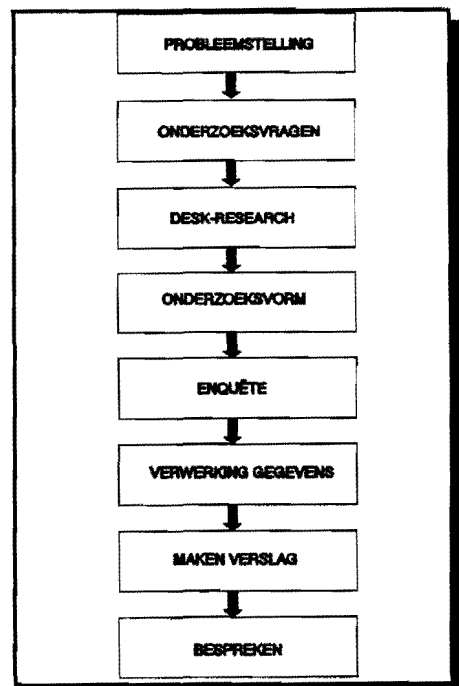 PROBLEEMSTELLING
ONDERZOEKSVRAGEN
DESK-RESEARCH
ONDERZOEKSVORM
ENQUÊTE
VERWERKING GEGEVENS
MAKEN VERSLAG
BESPREKEN